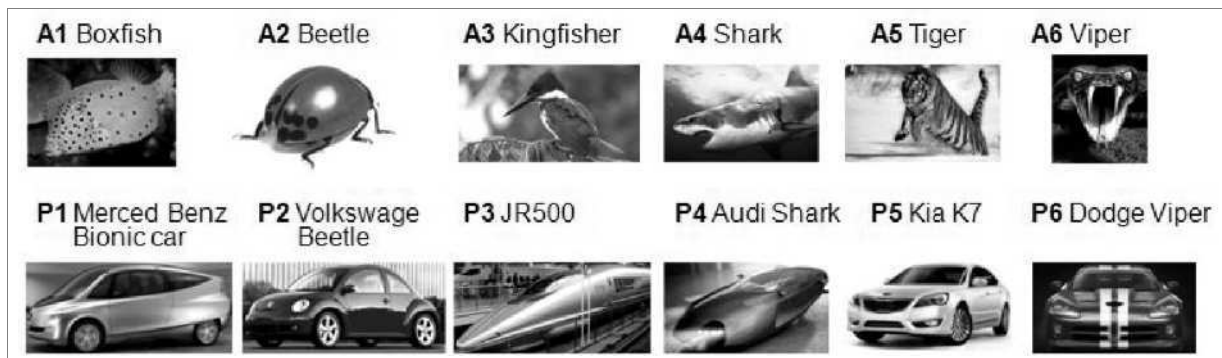 A1 Boxfish
A2 Beetle
A3 Kingfisher
A4 Shark
A5 Tiger
A6 Viper
P1 Merced Benz
Bionic car
P2 Volkswage
Beetle
P3 JR500
P4 Audi Shark
P5 Kia K7
P6 Dodge Viper